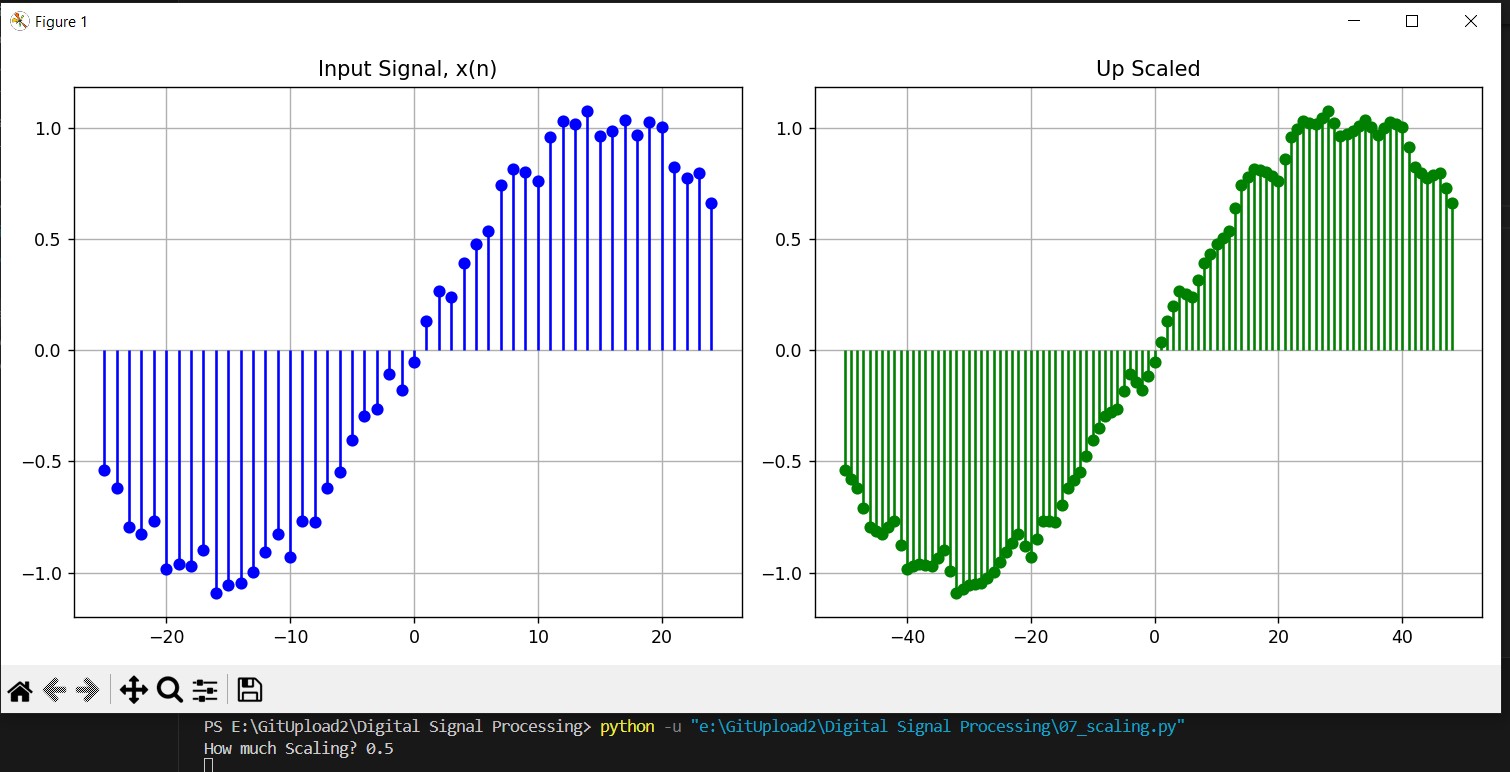 Figure 1
Input Signal, x(n)
1.0
0.5
0.0
−0.5
−1.0
−20 −10 0 10 20
Up Scaled
1.0
0.5
0.0
−0.5
−1.0
−40 −20 0 20 40
PS E:\GitUpload2\Digital Signal Processing> python -u "e:\GitUpload2\Digital Signal Processing\07_scaling.py"
How much Scaling? 0.5